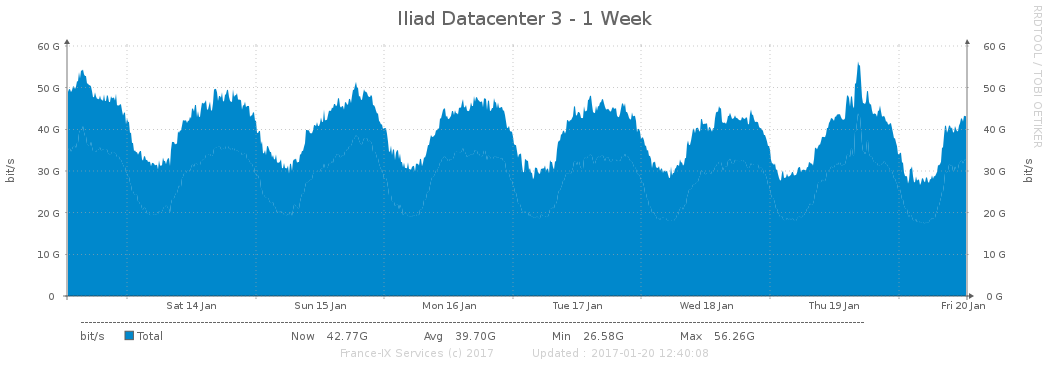 Iliad Datacenter 3 - 1 Week
RRDTOOL / TOBI OETIKER
60 G 60 G
50 G 50 G
40 G 40 G
30 G 30 G
20 G 20 G
10 G 10 G
0 0 G
bit/s bit/s
Sat 14 Jan Sun 15 Jan Mon 16 Jan Tue 17 Jan Wed 18 Jan Thu 19 Jan Fri 20 Jan
bit/s Total Now 42.77G Avg 39.70G Min 26.58G Max 56.26G
France-IX Services (c) 2017 Updated : 2017-01-20 12:40:08